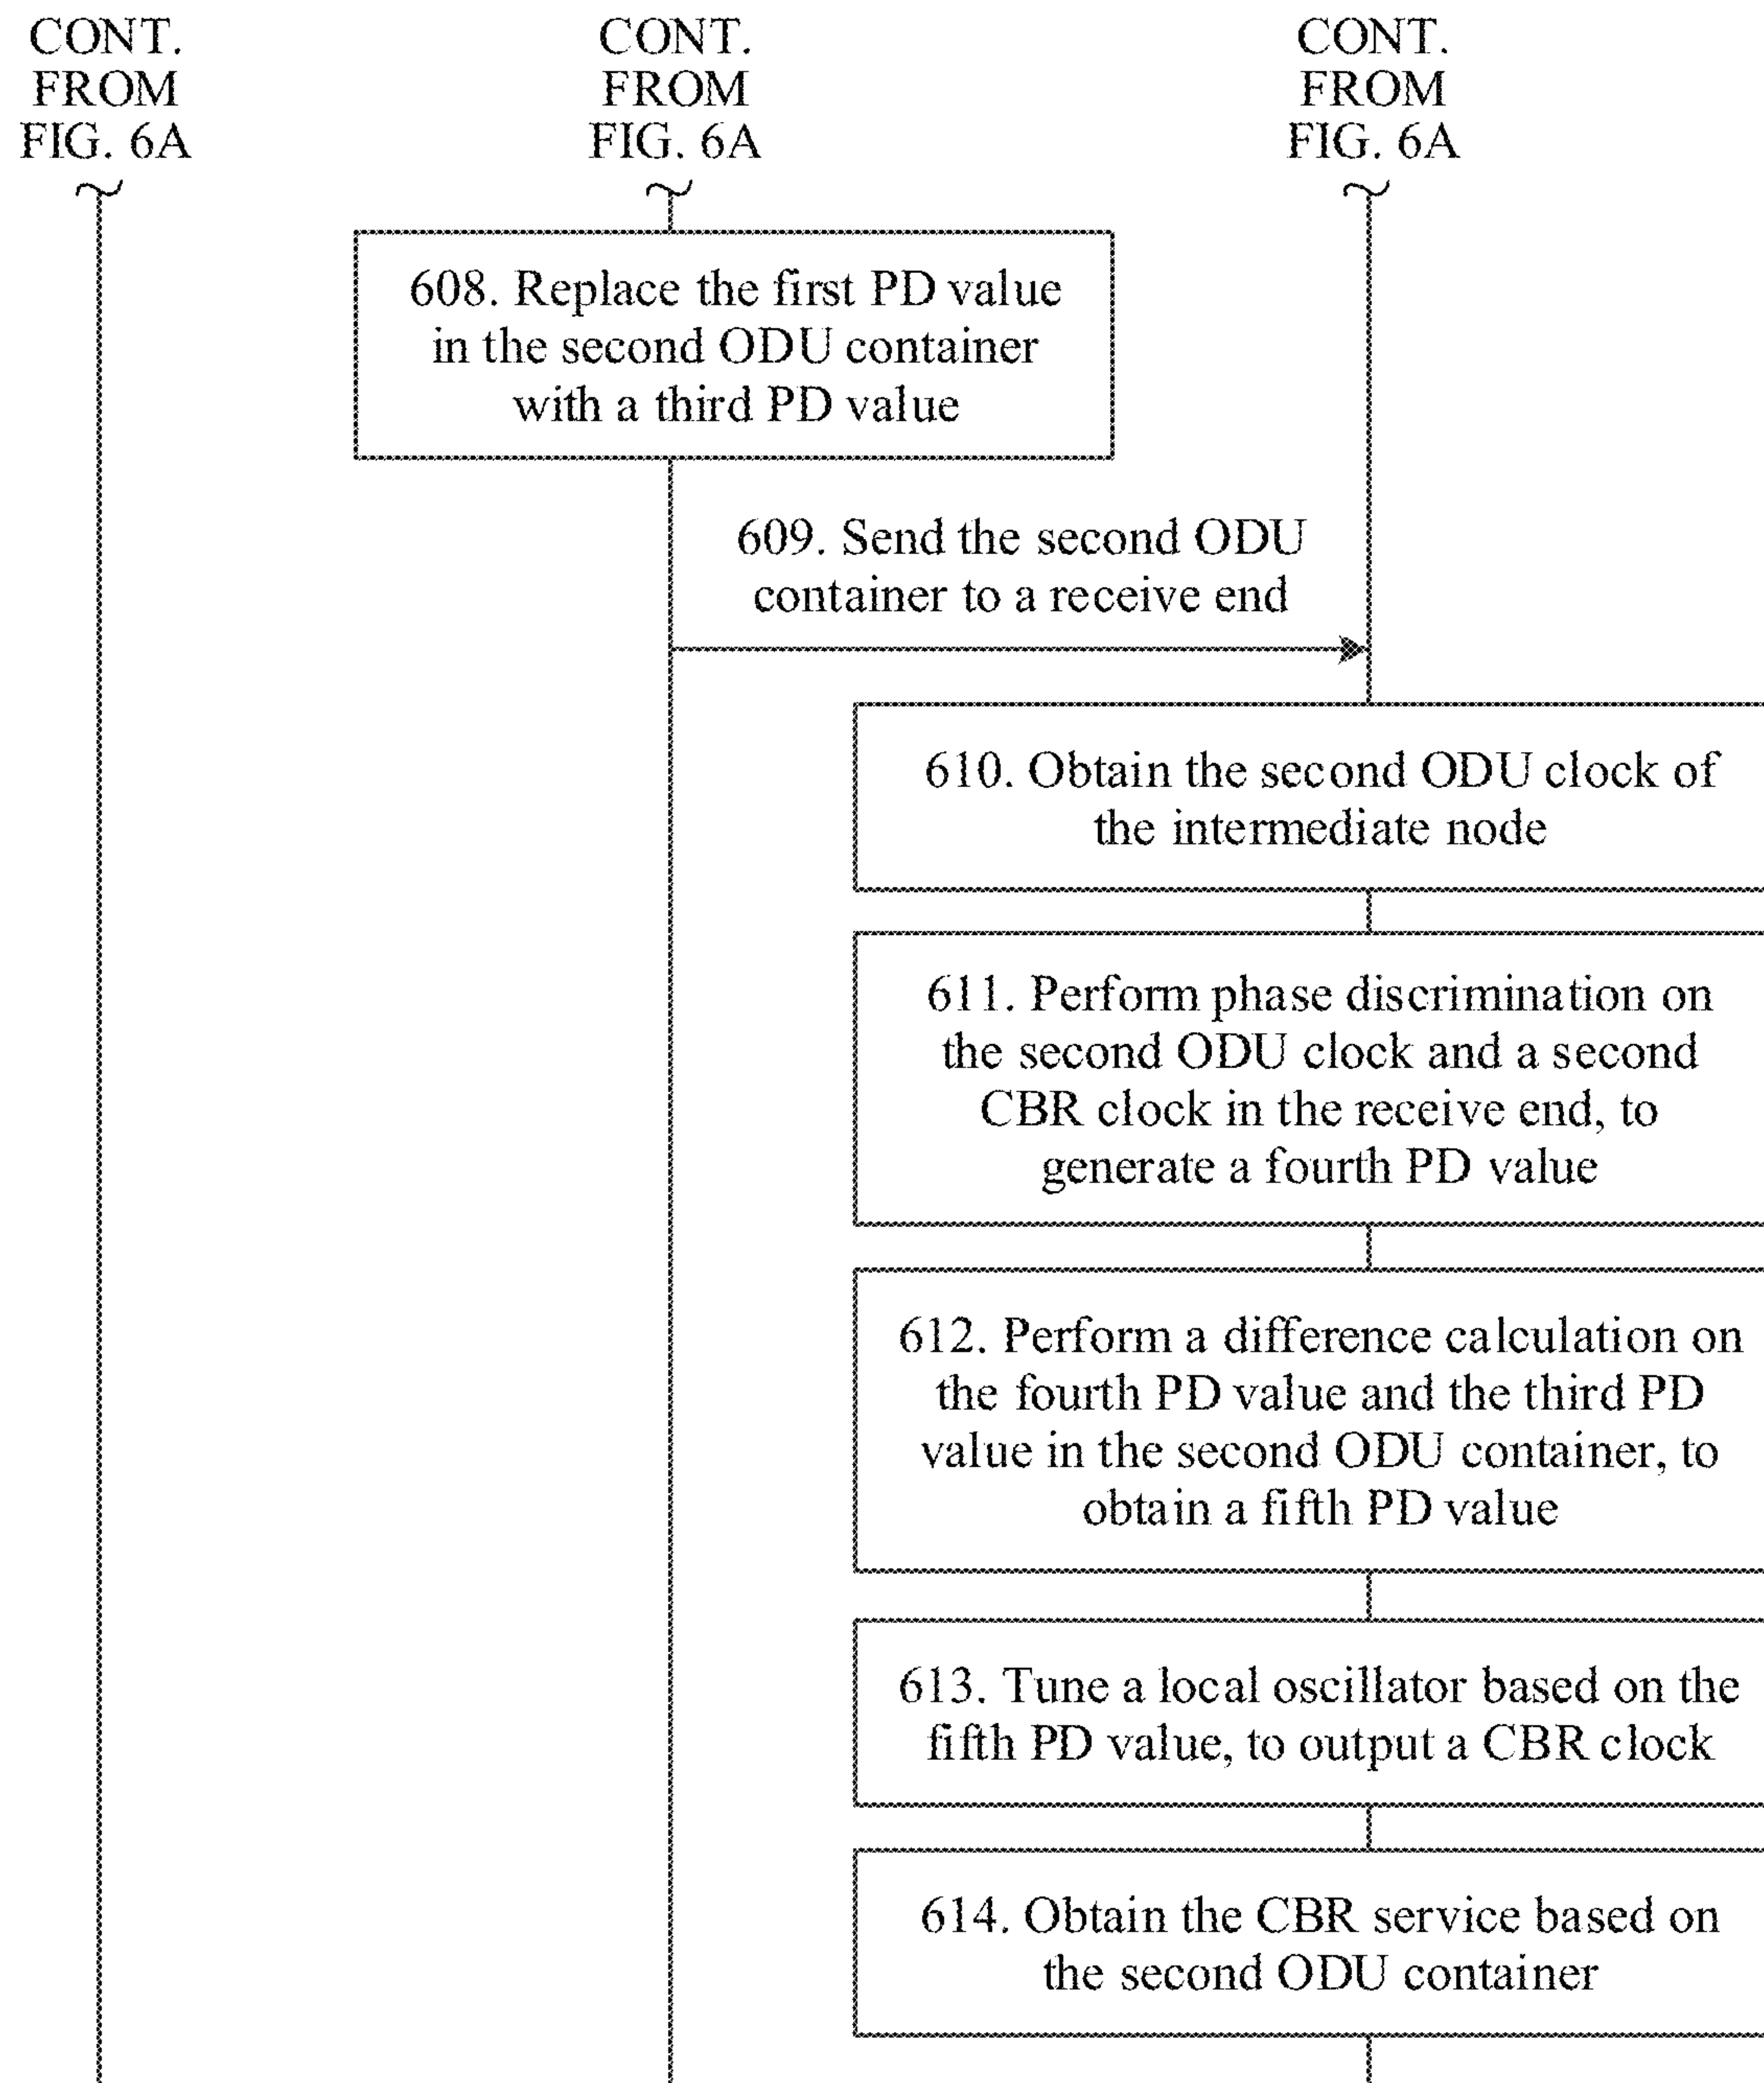 CONT.
FROM
FIG. 6A
CONT.
FROM
FIG. 6A
CONT.
FROM
FIG. 6A
608. Replace the first PD value
in the second ODU container
with a third PD value
609. Send the second ODU
container to a receive end
610. Obtain the second ODU clock of
the intermediate node
611. Perform phase discrimination on
the second ODU clock and a second
CBR clock in the receive end, to
generate a fourth PD value
612. Perform a difference calculation on
the fourth PD value and the third PD
value in the second ODU container, to
obtain a fifth PD value
613. Tune a local oscillator based on the
fifth PD value, to output a CBR clock
614. Obtain the CBR service based on
the second ODU container